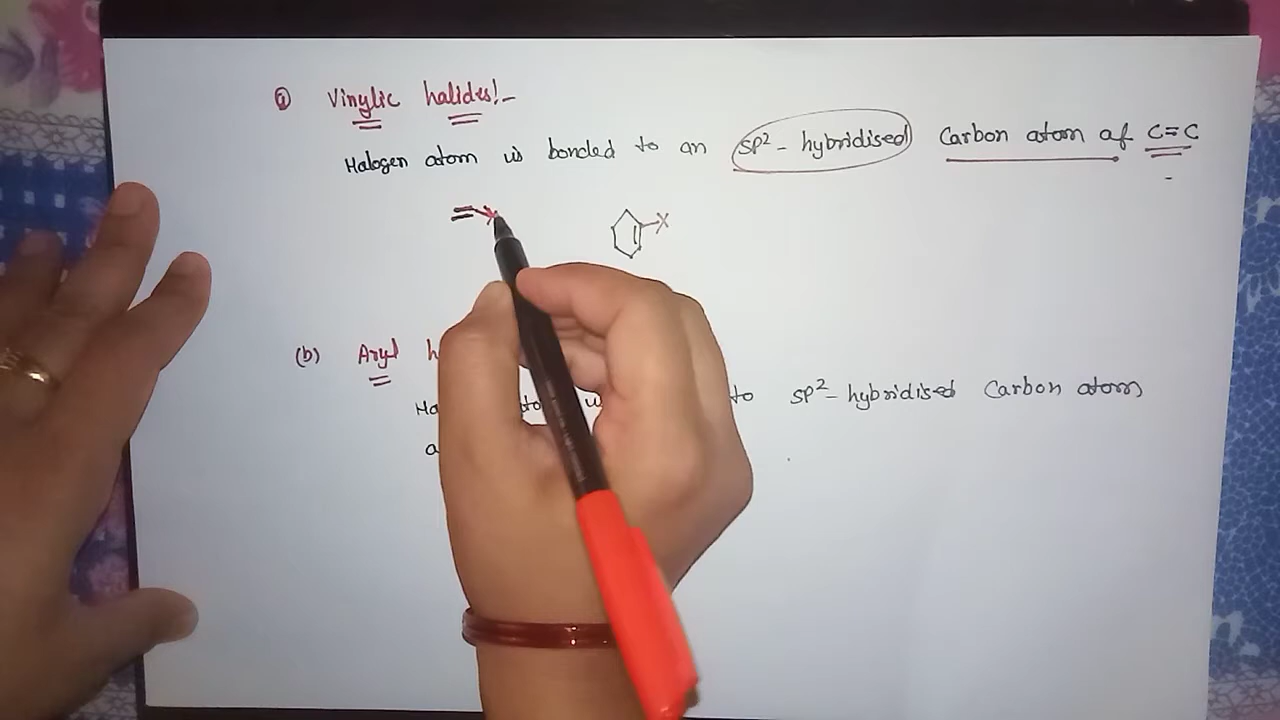 (a) Vinylic halides!-
Halogen atom is bonded to an sp²- hybridised Carbon atom of C=C
X
(b) Aryl
to sp²- hybridised Carbon atom